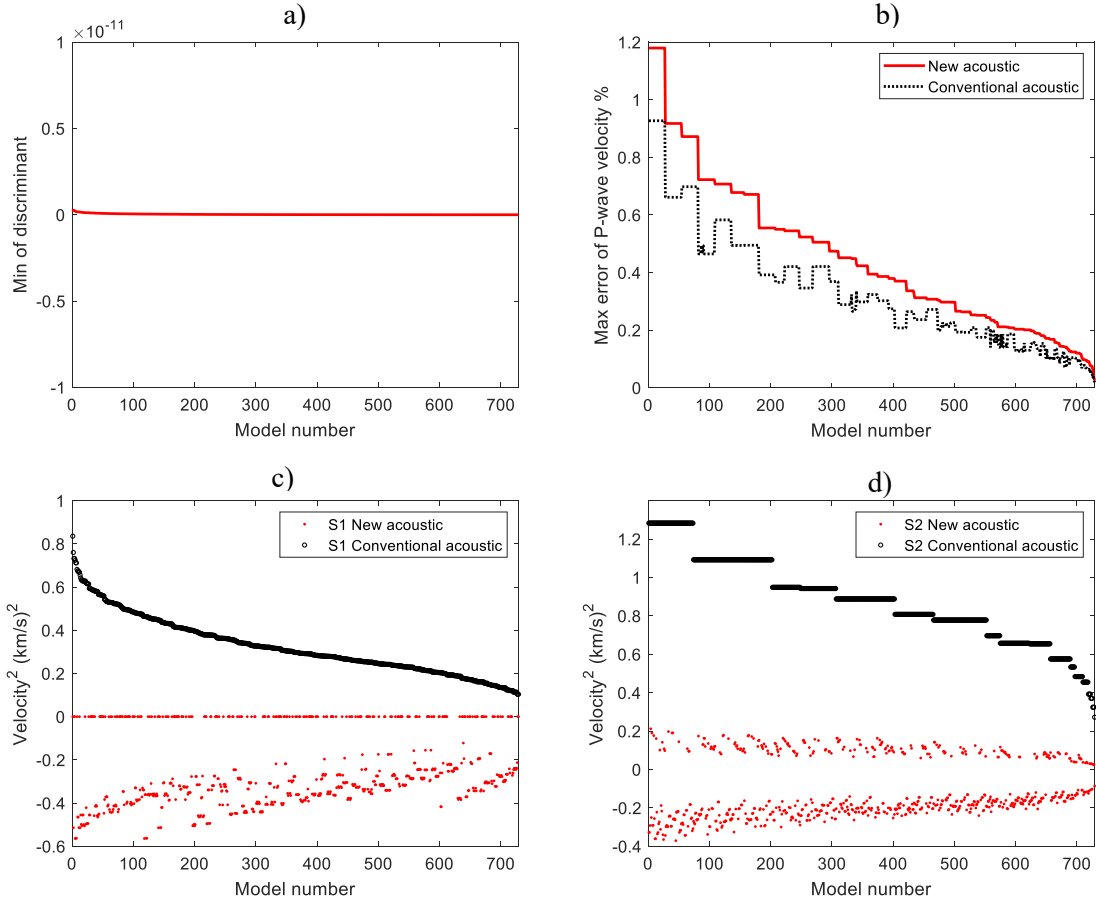 a)
×10^-11
1
0.5
0
-0.5
-1
Min of discriminant
0 100 200 300 400 500 600 700
Model number
b)
1.2
1
0.8
0.6
0.4
0.2
0
Max error of P-wave velocity %
New acoustic
Conventional acoustic
0 100 200 300 400 500 600 700
Model number
c)
1
0.8
0.6
0.4
0.2
0
-0.2
-0.4
-0.6
Velocity^2 (km/s)^2
S1 New acoustic
S1 Conventional acoustic
0 100 200 300 400 500 600 700
Model number
d)
1.2
1
0.8
0.6
0.4
0.2
0
-0.2
-0.4
Velocity^2 (km/s)^2
S2 New acoustic
S2 Conventional acoustic
0 100 200 300 400 500 600 700
Model number